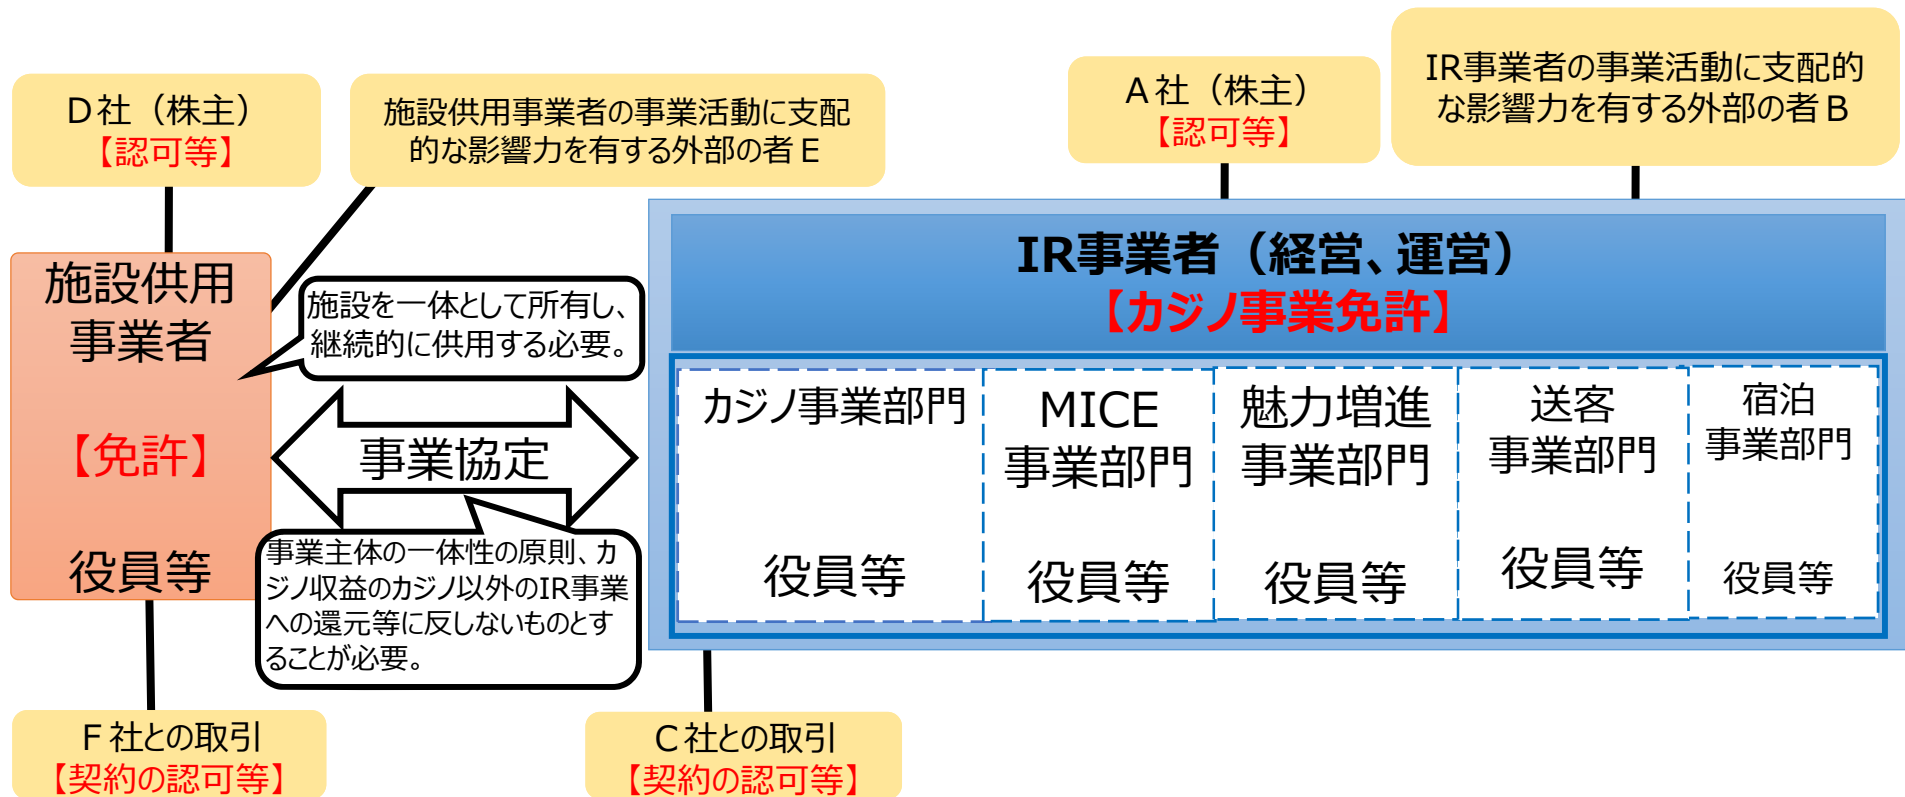 D社（株主）
【認可等】
施設供用事業者の事業活動に支配
的な影響力を有する外部の者E
A社（株主）
【認可等】
IR事業者の事業活動に支配的
な影響力を有する外部の者B
施設供用
事業者
【免許】
役員等
施設を一体として所有し、
継続的に供用する必要。
事業協定
事業主体の一体性の原則、カ
ジノ収益のカジノ以外のIR事業
への還元等に反しないものとす
ることが必要。
IR事業者（経営、運営）
【カジノ事業免許】
カジノ事業部門
役員等
MICE
事業部門
役員等
魅力増進
事業部門
役員等
送客
事業部門
役員等
宿泊
事業部門
役員等
F社との取引
【契約の認可等】
C社との取引
【契約の認可等】